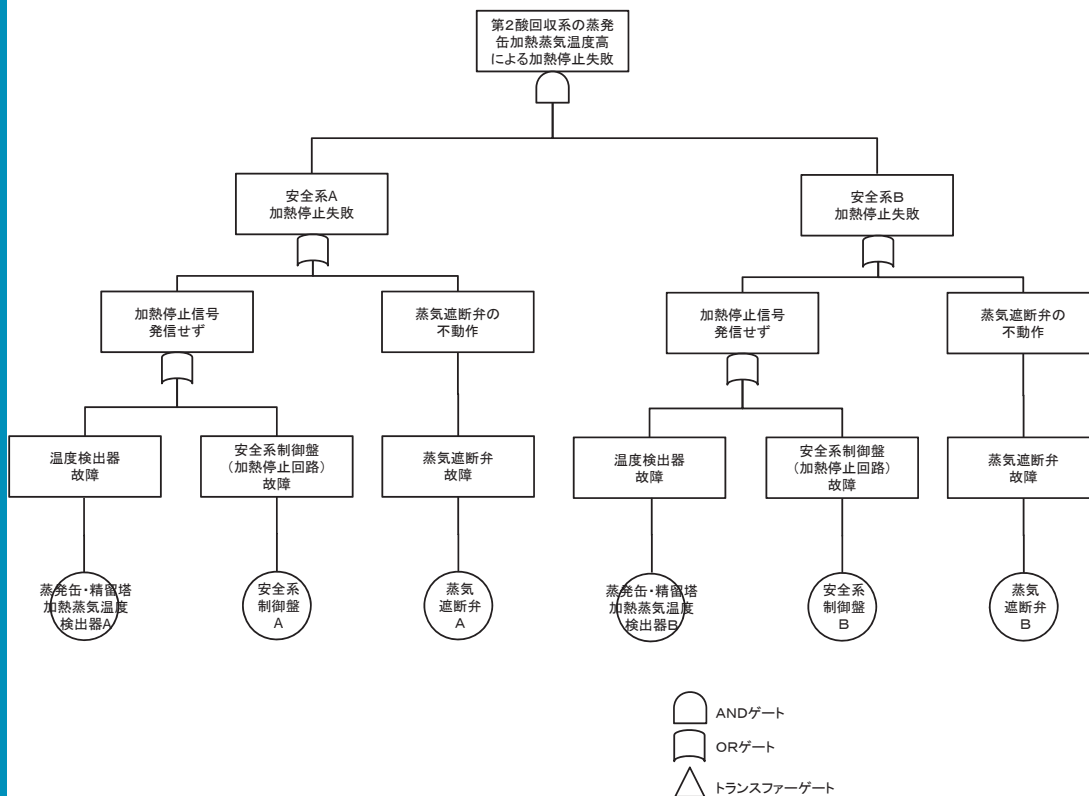 第2酸回収系の蒸発
缶加熱蒸気温度高
による加熱停止失敗
安全系A
加熱停止失敗
安全系B
加熱停止失敗
加熱停止信号
発信せず
蒸気遮断弁の
不動作
加熱停止信号
発信せず
蒸気遮断弁の
不動作
温度検出器
故障
安全系制御盤
（加熱停止回路）
故障
蒸気遮断弁
故障
温度検出器
故障
安全系制御盤
（加熱停止回路）
故障
蒸気遮断弁
故障
蒸発缶・精留塔
加熱蒸気温度
検出器A
安全系
制御盤
A
蒸気
遮断弁
A
蒸発缶・精留塔
加熱蒸気温度
検出器B
安全系
制御盤
B
蒸気
遮断弁
B
ANDゲート
ORゲート
トランスファーゲート